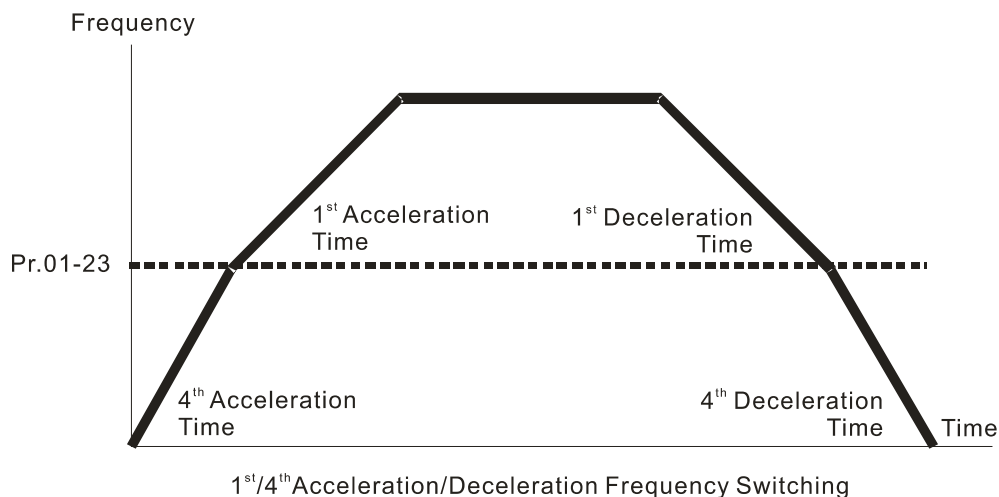 Frequency
1st Acceleration
Time
1st Deceleration
Time
Pr.01-23
4th Acceleration
Time
4th Deceleration
Time
Time
1st/4th Acceleration/Deceleration Frequency Switching